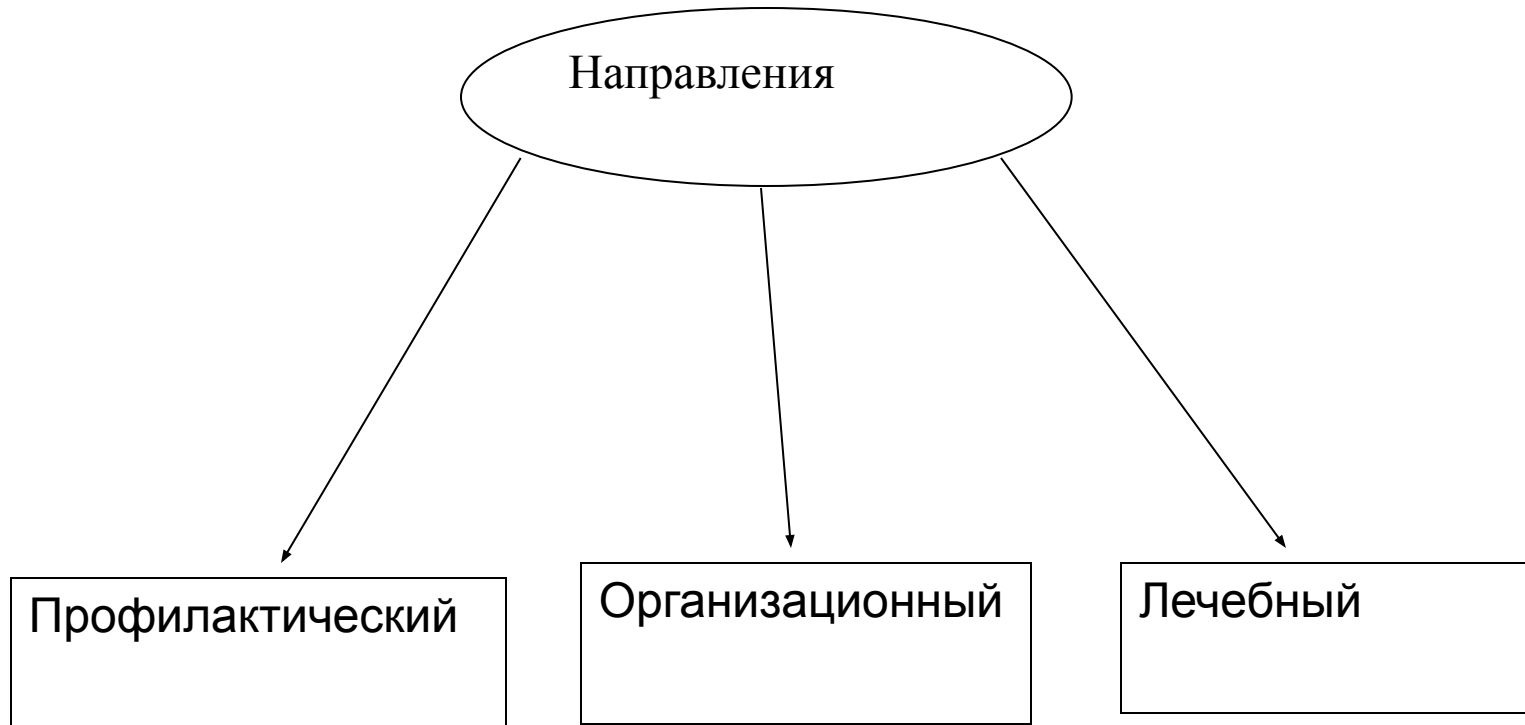 Направления
Профилактический
Организационный
Лечебный